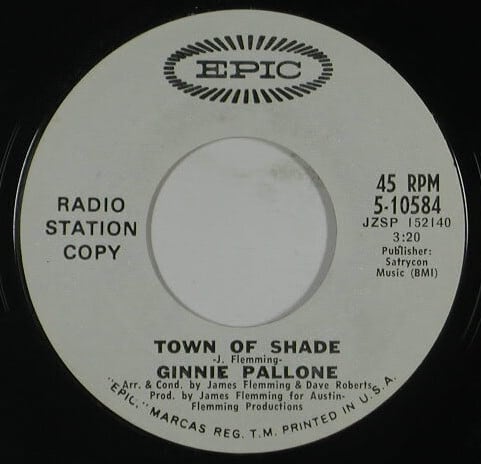 EPIC
RADIO
STATION
COPY
45 RPM
5-10584
JZSP 152140
3:20
Publisher:
Satrycon
Music (BMI)
TOWN OF SHADE
-J. Flemming-
GINNIE PALLONE
Arr. & Cond. by James Flemming & Dave Roberts
Prod. by James Flemming for Austin-
Flemming Productions
"EPIC," MARCAS REG. T.M. PRINTED IN U.S.A.